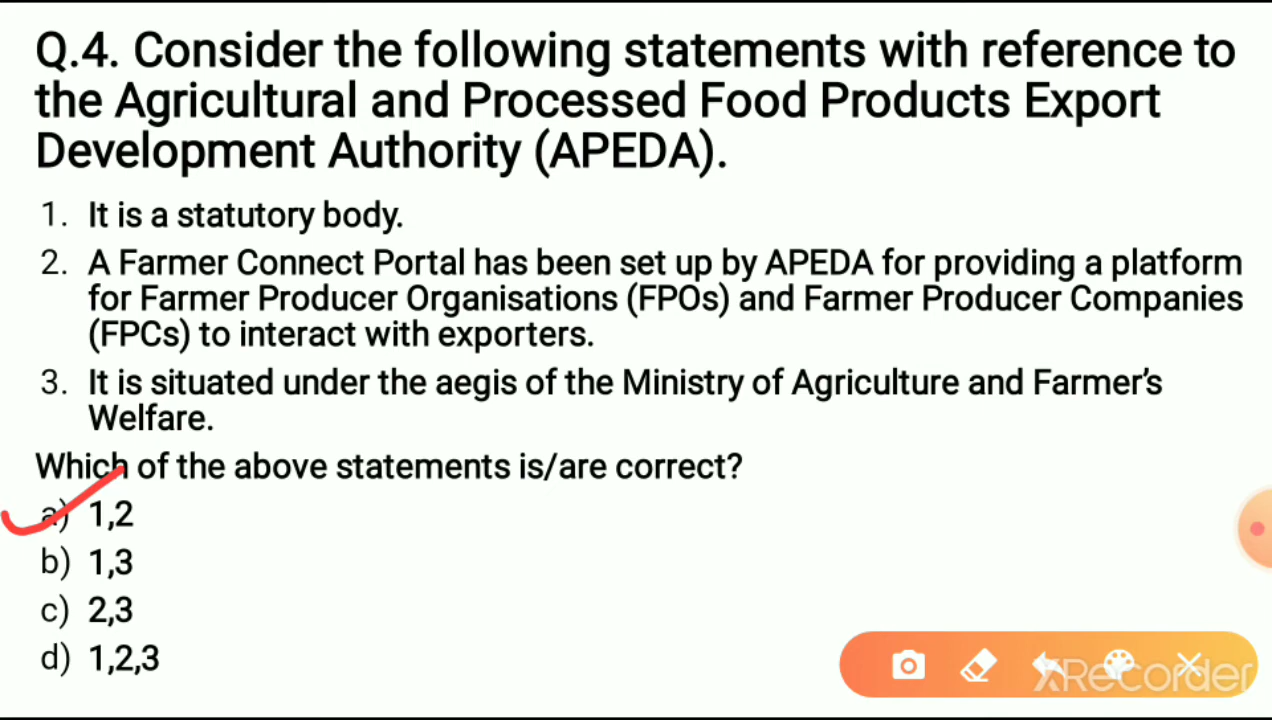 Q.4. Consider the following statements with reference to
the Agricultural and Processed Food Products Export
Development Authority (APEDA).
1. It is a statutory body.
2. A Farmer Connect Portal has been set up by APEDA for providing a platform
for Farmer Producer Organisations (FPOs) and Farmer Producer Companies
(FPCs) to interact with exporters.
3. It is situated under the aegis of the Ministry of Agriculture and Farmer's
Welfare.
Which of the above statements is/are correct?
a) 1,2
b) 1,3
c) 2,3
d) 1,2,3
XRecorder